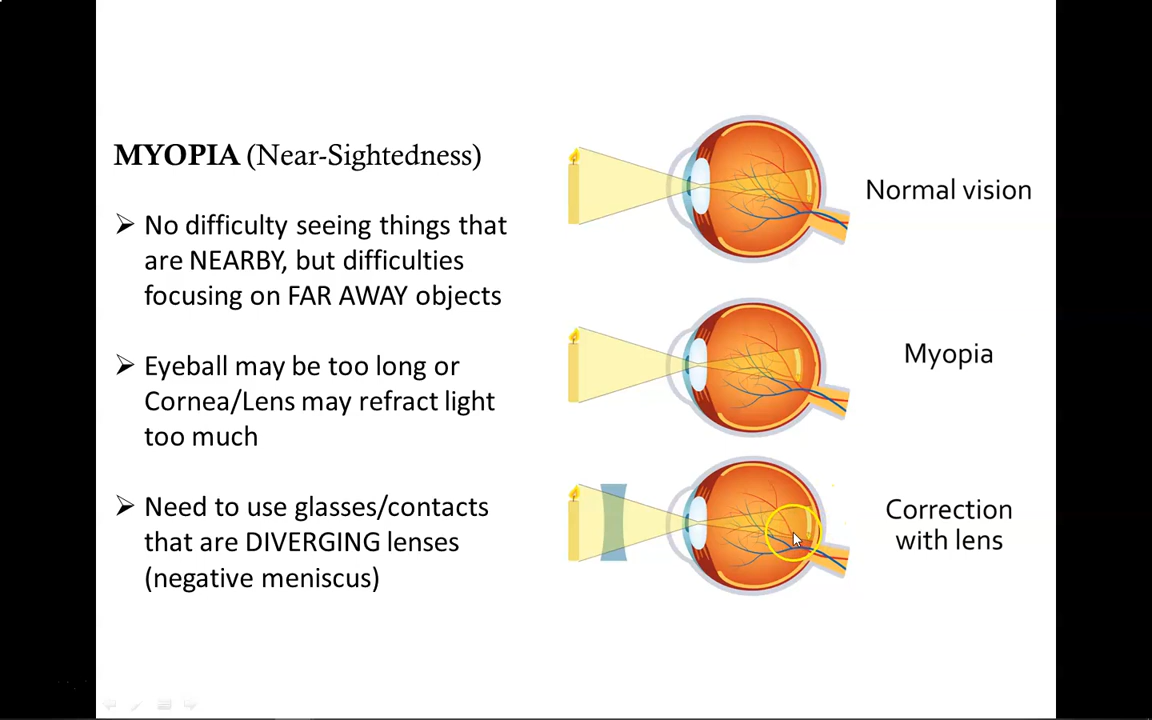 MYOPIA (Near-Sightedness)
➢ No difficulty seeing things that
are NEARBY, but difficulties
focusing on FAR AWAY objects
➢ Eyeball may be too long or
Cornea/Lens may refract light
too much
➢ Need to use glasses/contacts
that are DIVERGING lenses
(negative meniscus)
Normal vision
Myopia
Correction
with lens